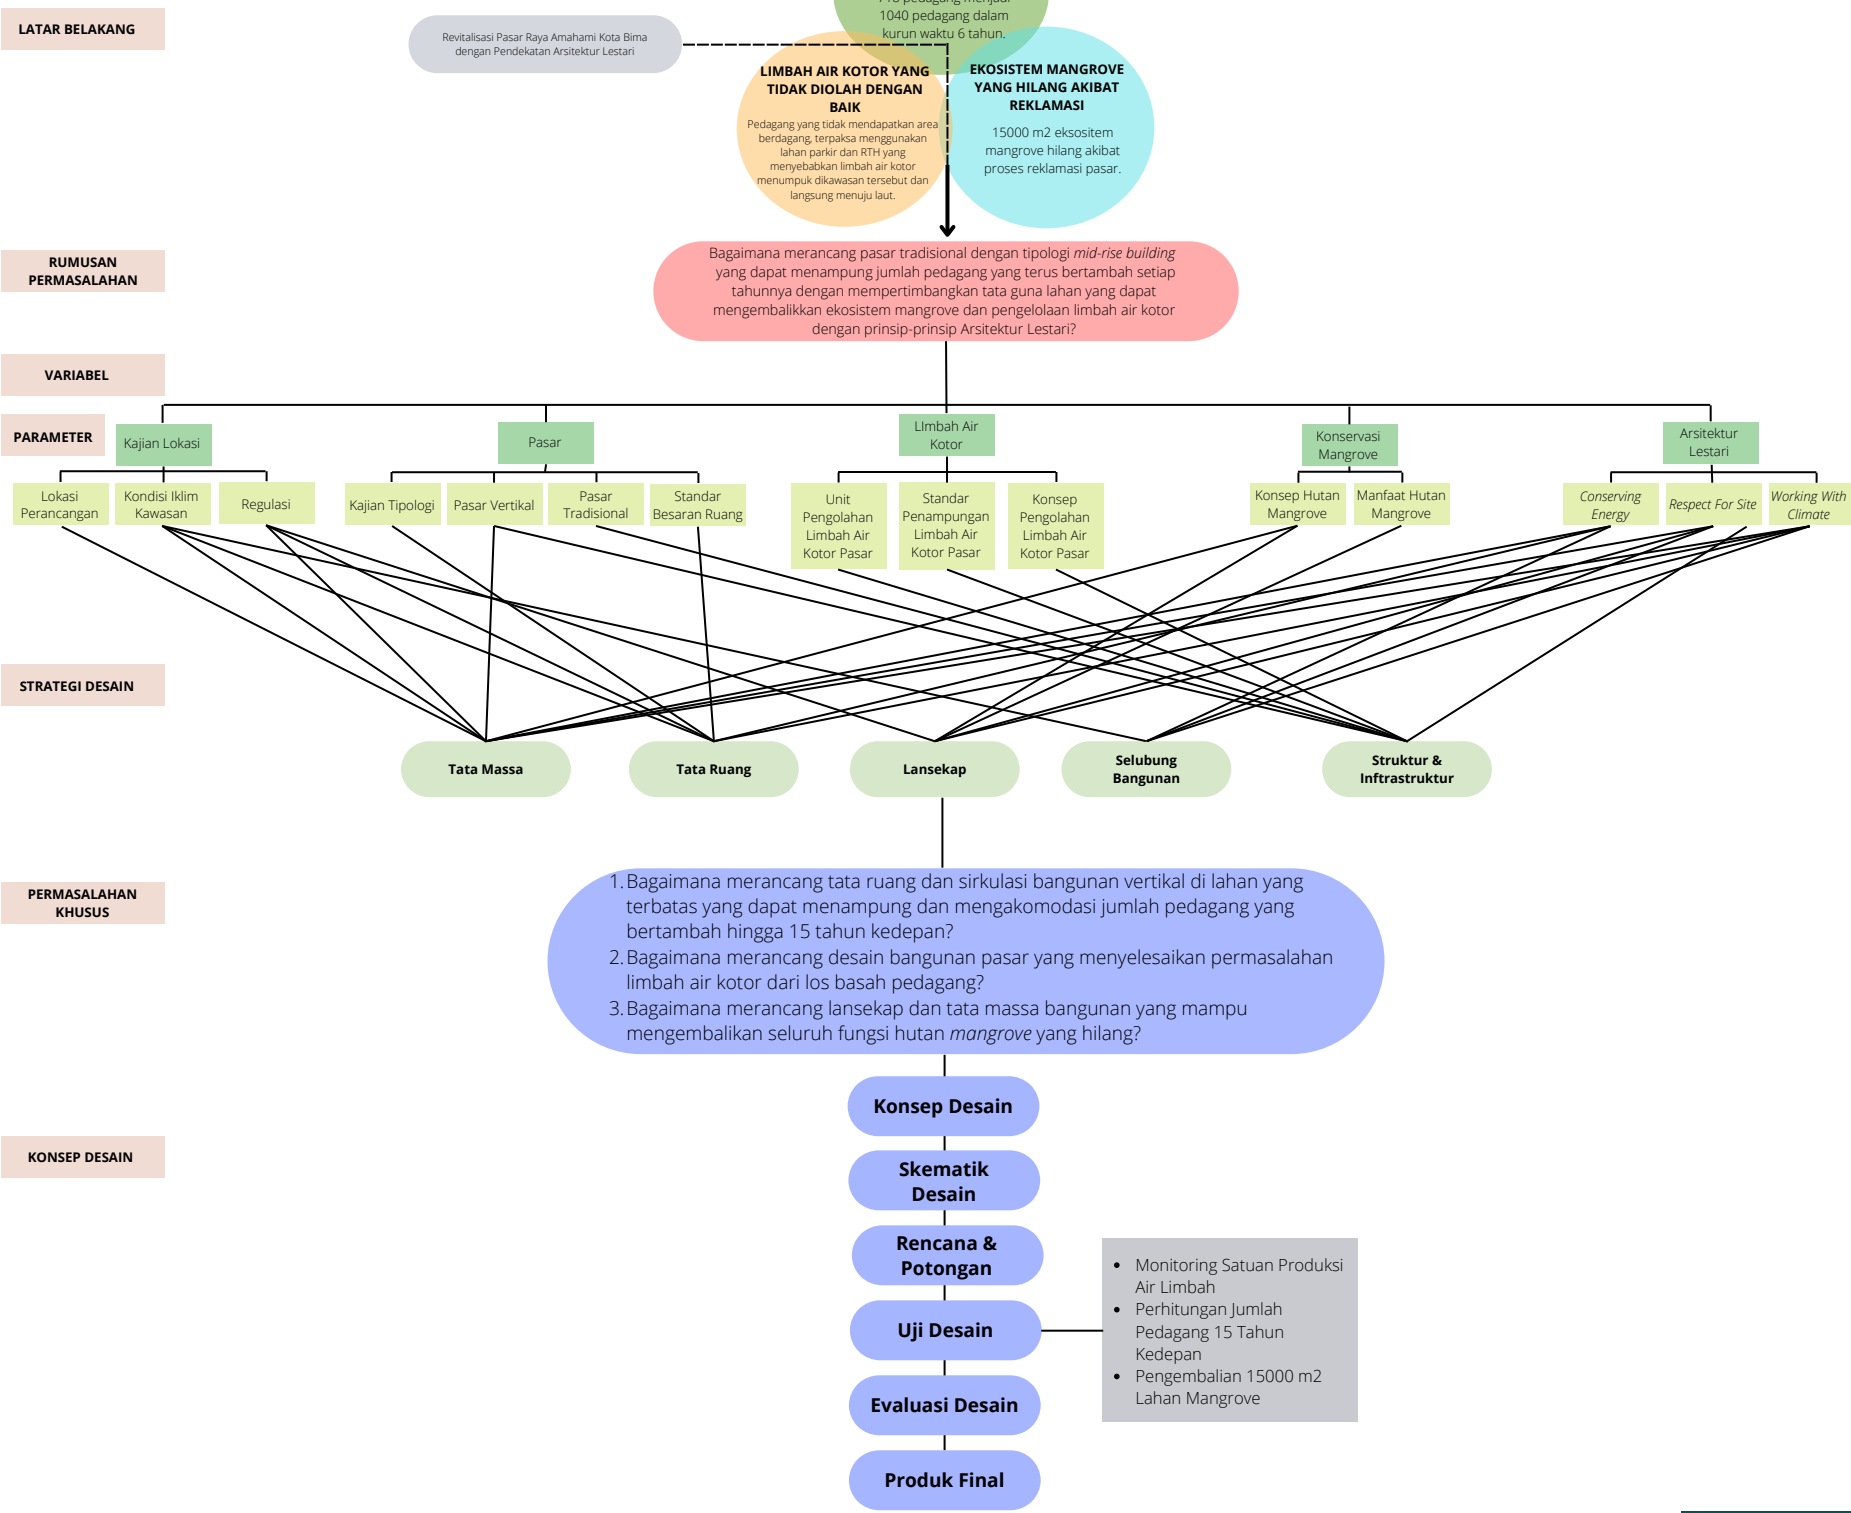 1040 pedagang dalam
kurun waktu 6 tahun.
LATAR BELAKANG
Revitalisasi Pasar Raya Amahami Kota Bima
dengan Pendekatan Arsitektur Lestari
LIMBAH AIR KOTOR YANG
TIDAK DIOLAH DENGAN
BAIK
Pedagang yang tidak mendapatkan area
berdagang, terpaksa menggunakan
lahan parkir dan RTH yang
menyebabkan limbah air kotor
menumpuk dikawasan tersebut dan
langsung menuju laut.
EKOSISTEM MANGROVE
YANG HILANG AKIBAT
REKLAMASI
15000 m2 eksositem
mangrove hilang akibat
proses reklamasi pasar.
RUMUSAN
PERMASALAHAN
Bagaimana merancang pasar tradisional dengan tipologi mid-rise building
yang dapat menampung jumlah pedagang yang terus bertambah setiap
tahunnya dengan mempertimbangkan tata guna lahan yang dapat
mengembalikkan ekosistem mangrove dan pengelolaan limbah air kotor
dengan prinsip-prinsip Arsitektur Lestari?
VARIABEL
PARAMETER
Kajian Lokasi
Pasar
LImbah Air
Kotor
Konservasi
Mangrove
Arsitektur
Lestari
Lokasi
Perancangan
Kondisi Iklim
Kawasan
Regulasi
Kajian Tipologi
Pasar Vertikal
Pasar
Tradisional
Standar
Besaran Ruang
Unit
Pengolahan
Limbah Air
Kotor Pasar
Standar
Penampungan
Limbah Air
Kotor Pasar
Konsep
Pengolahan
Limbah Air
Kotor Pasar
Konsep Hutan
Mangrove
Manfaat Hutan
Mangrove
Conserving
Energy
Respect For Site
Working With
Climate
STRATEGI DESAIN
Tata Massa
Tata Ruang
Lansekap
Selubung
Bangunan
Struktur &
Inftrastruktur
PERMASALAHAN
KHUSUS
1. Bagaimana merancang tata ruang dan sirkulasi bangunan vertikal di lahan yang
terbatas yang dapat menampung dan mengakomodasi jumlah pedagang yang
bertambah hingga 15 tahun kedepan?
2. Bagaimana merancang desain bangunan pasar yang menyelesaikan permasalahan
limbah air kotor dari los basah pedagang?
3. Bagaimana merancang lansekap dan tata massa bangunan yang mampu
mengembalikan seluruh fungsi hutan mangrove yang hilang?
KONSEP DESAIN
Konsep Desain
Skematik
Desain
Rencana &
Potongan
Uji Desain
• Monitoring Satuan Produksi
Air Limbah
• Perhitungan Jumlah
Pedagang 15 Tahun
Kedepan
• Pengembalian 15000 m2
Lahan Mangrove
Evaluasi Desain
Produk Final